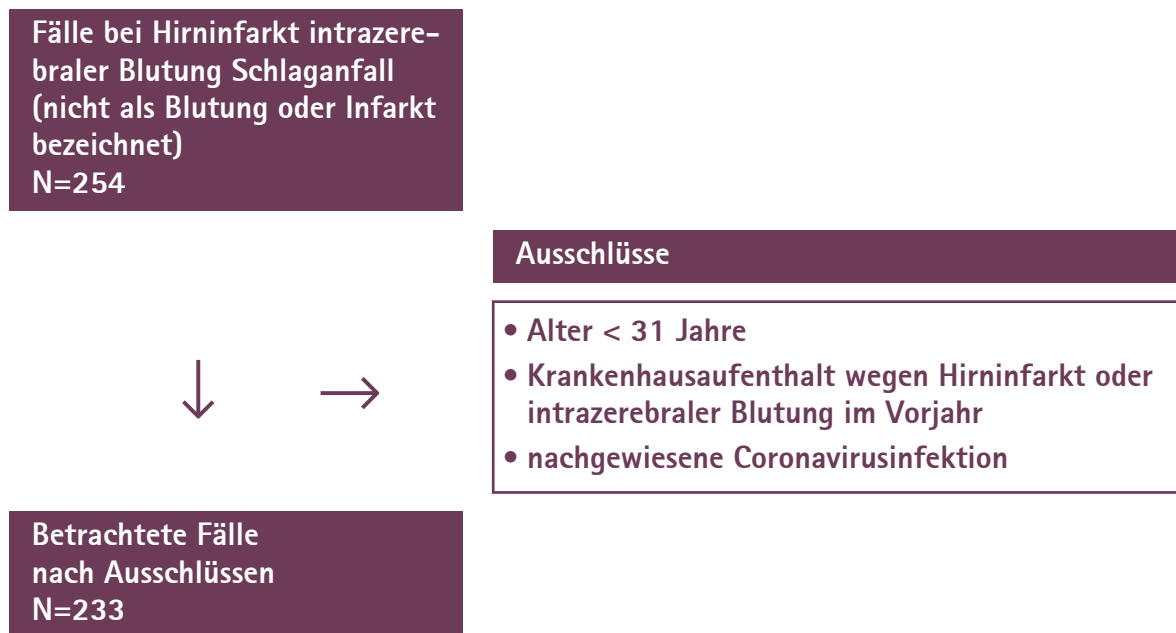 Fälle bei Hirninfarkt intrazere-
braler Blutung Schlaganfall
(nicht als Blutung oder Infarkt
bezeichnet)
N=254
Ausschlüsse
• Alter < 31 Jahre
• Krankenhausaufenthalt wegen Hirninfarkt oder
intrazerebraler Blutung im Vorjahr
• nachgewiesene Coronavirusinfektion
Betrachtete Fälle
nach Ausschlüssen
N=233